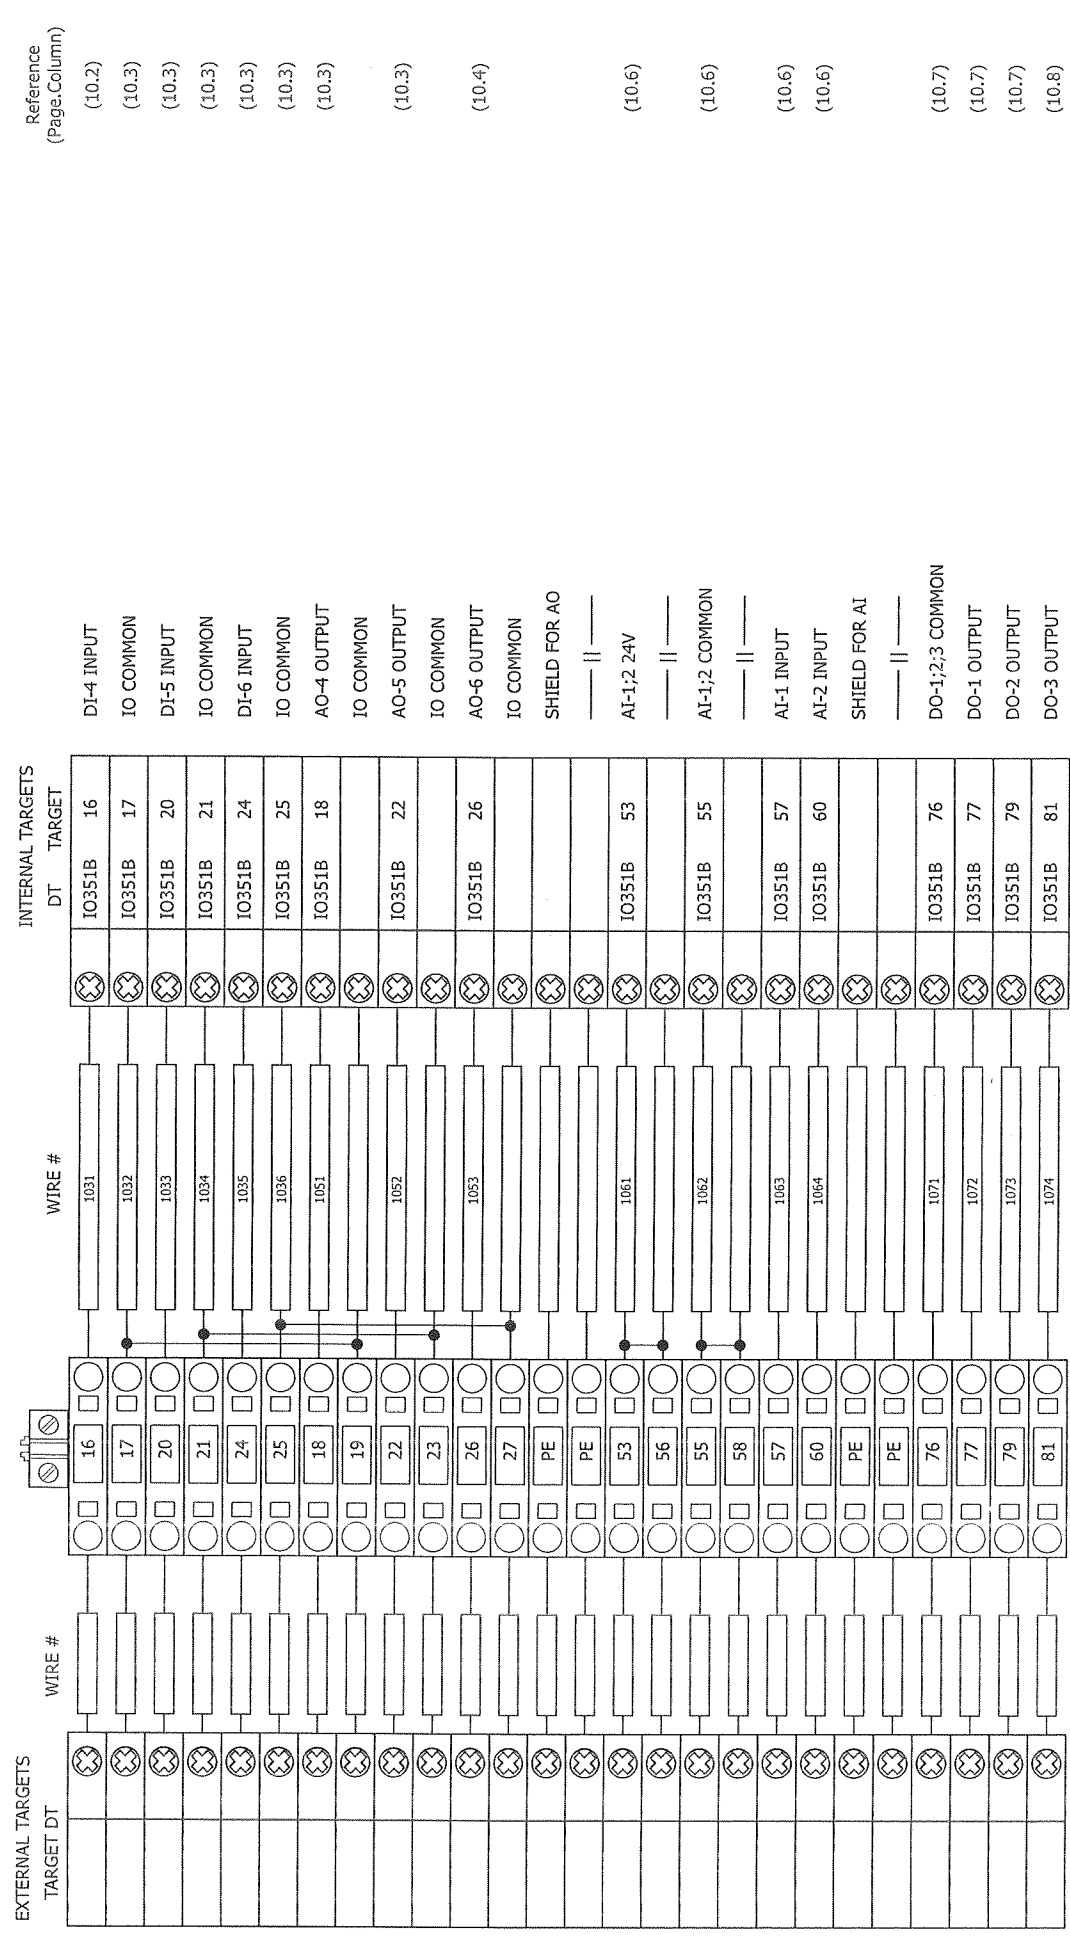 EXTERNAL TARGETS WIRE # WIRE # INTERNAL TARGETS Reference
TARGET DT DT TARGET (Page.Column)
16 1031 IO351B 16 DI-4 INPUT (10.2)
17 1032 IO351B 17 IO COMMON (10.3)
20 1033 IO351B 20 DI-5 INPUT (10.3)
21 1034 IO351B 21 IO COMMON (10.3)
24 1035 IO351B 24 DI-6 INPUT (10.3)
25 1036 IO351B 25 IO COMMON (10.3)
18 1051 IO351B 18 AO-4 OUTPUT (10.3)
19 IO COMMON
22 1052 IO351B 22 AO-5 OUTPUT (10.3)
23 IO COMMON
26 1053 IO351B 26 AO-6 OUTPUT (10.4)
27 IO COMMON
PE SHIELD FOR AO
PE —— || ——
53 1061 IO351B 53 AI-1;2 24V (10.6)
56 —— || ——
55 1062 IO351B 55 AI-1;2 COMMON (10.6)
58 —— || ——
57 1063 IO351B 57 AI-1 INPUT (10.6)
60 1064 IO351B 60 AI-2 INPUT (10.6)
PE SHIELD FOR AI
PE —— || ——
76 1071 IO351B 76 DO-1;2;3 COMMON (10.7)
77 1072 IO351B 77 DO-1 OUTPUT (10.7)
79 1073 IO351B 79 DO-2 OUTPUT (10.7)
81 1074 IO351B 81 DO-3 OUTPUT (10.8)